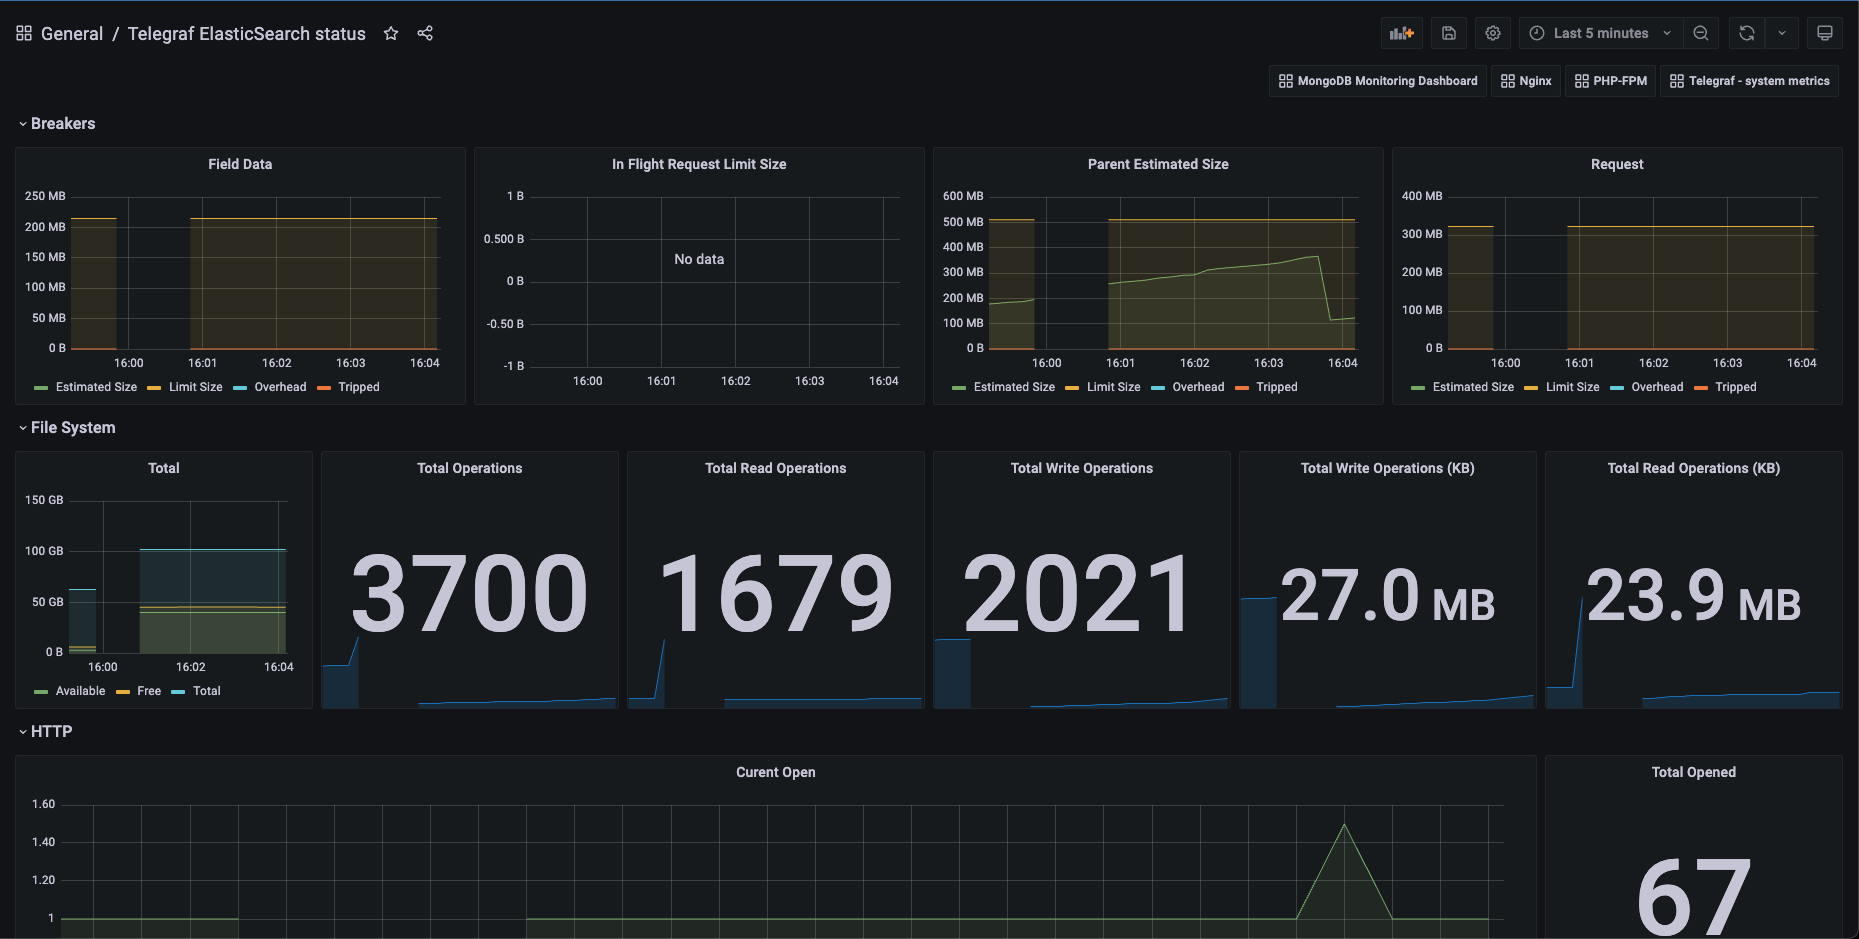 General / Telegraf ElasticSearch status
Last 5 minutes
MongoDB Monitoring Dashboard
Nginx
PHP-FPM
Telegraf - system metrics
Breakers
Field Data
250 MB
200 MB
150 MB
100 MB
50 MB
0 B
16:00 16:01 16:02 16:03 16:04
Estimated Size Limit Size Overhead Tripped
In Flight Request Limit Size
1 B
0.500 B
0 B
-0.50 B
-1 B
No data
16:00 16:01 16:02 16:03 16:04
Parent Estimated Size
600 MB
500 MB
400 MB
300 MB
200 MB
100 MB
0 B
16:00 16:01 16:02 16:03 16:04
Estimated Size Limit Size Overhead Tripped
Request
400 MB
300 MB
200 MB
100 MB
0 B
16:00 16:01 16:02 16:03 16:04
Estimated Size Limit Size Overhead Tripped
File System
Total
150 GB
100 GB
50 GB
0 B
16:00 16:02 16:04
Available Free Total
Total Operations
3700
Total Read Operations
1679
Total Write Operations
2021
Total Write Operations (KB)
27.0 MB
Total Read Operations (KB)
23.9 MB
HTTP
Curent Open
1.60
1.40
1.20
1
Total Opened
67